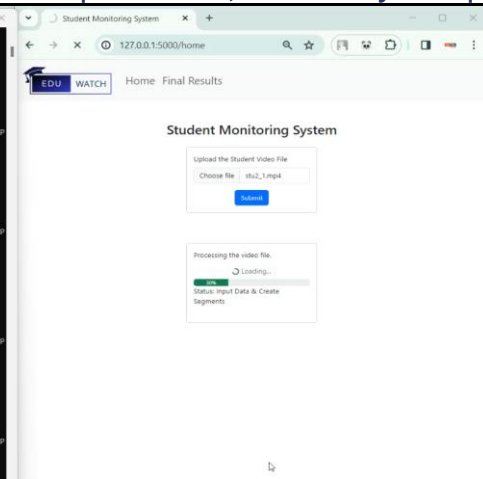 Student Monitoring System
127.0.0.1:5000/home
EDU WATCH
Home Final Results
Student Monitoring System
Upload the Student Video File
Choose file stu2_1.mp4
Submit
Processing the video file.
Loading...
30%
Status: Input Data & Create
Segments